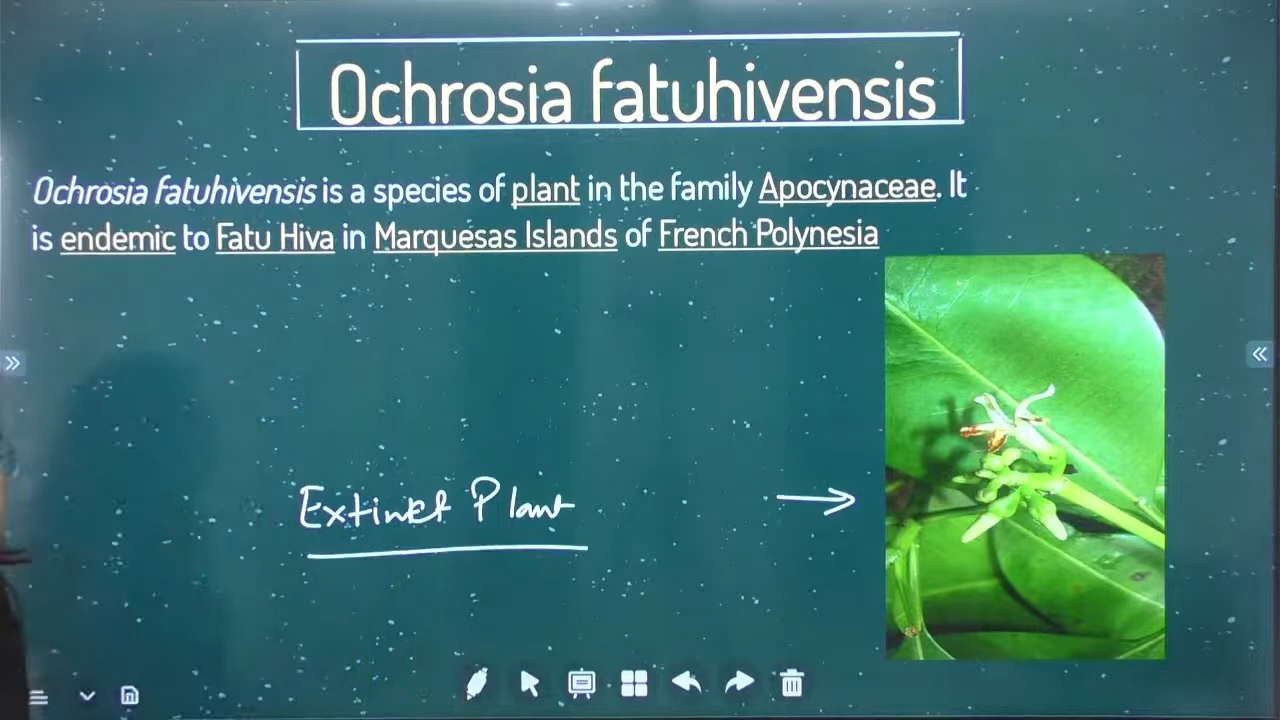 Ochrosia fatuhivensis
Ochrosia fatuhivensis is a species of plant in the family Apocynaceae. It
is endemic to Fatu Hiva in Marquesas Islands of French Polynesia
Extinct Plant